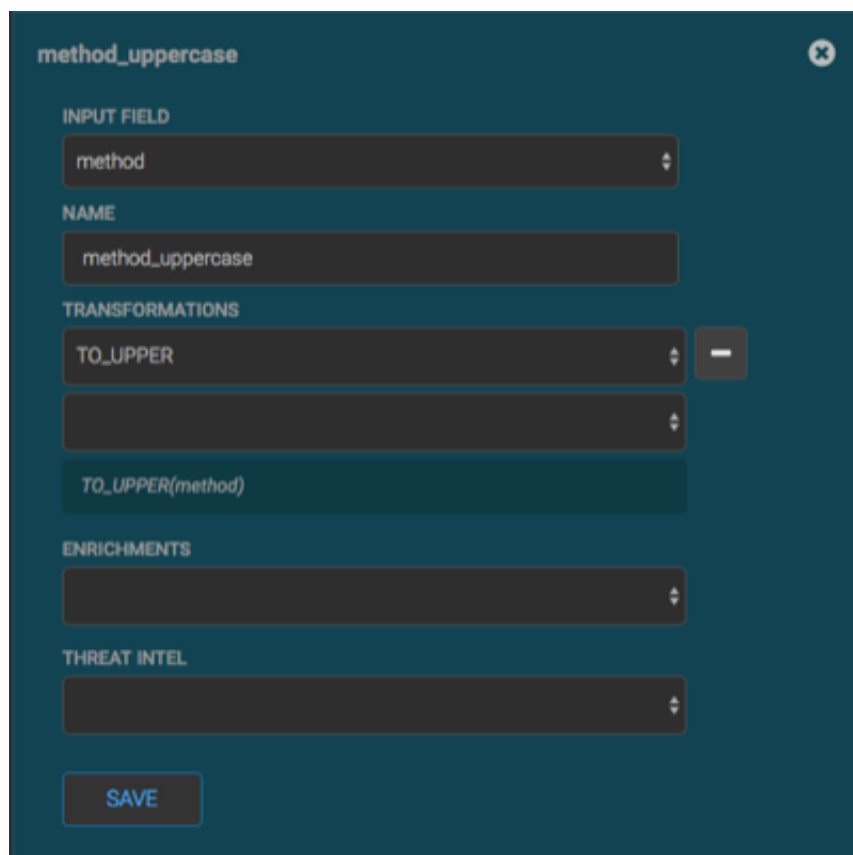 method_uppercase
INPUT FIELD
method
NAME
method_uppercase
TRANSFORMATIONS
TO_UPPER
TO_UPPER(method)
ENRICHMENTS
THREAT INTEL
SAVE